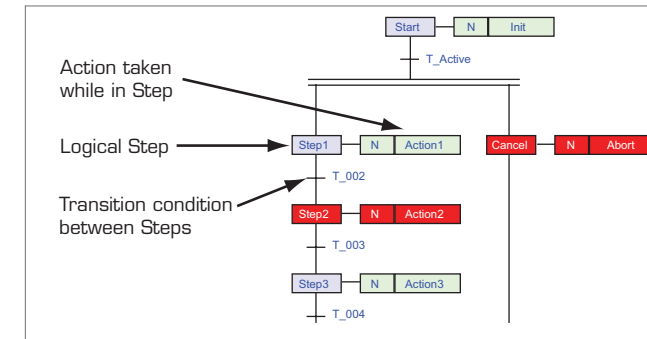 Start N Init
T_Active
Action taken
while in Step
Logical Step
Step1 N Action1
Cancel N Abort
T_002
Transition condition
between Steps
Step2 N Action2
T_003
Step3 N Action3
T_004